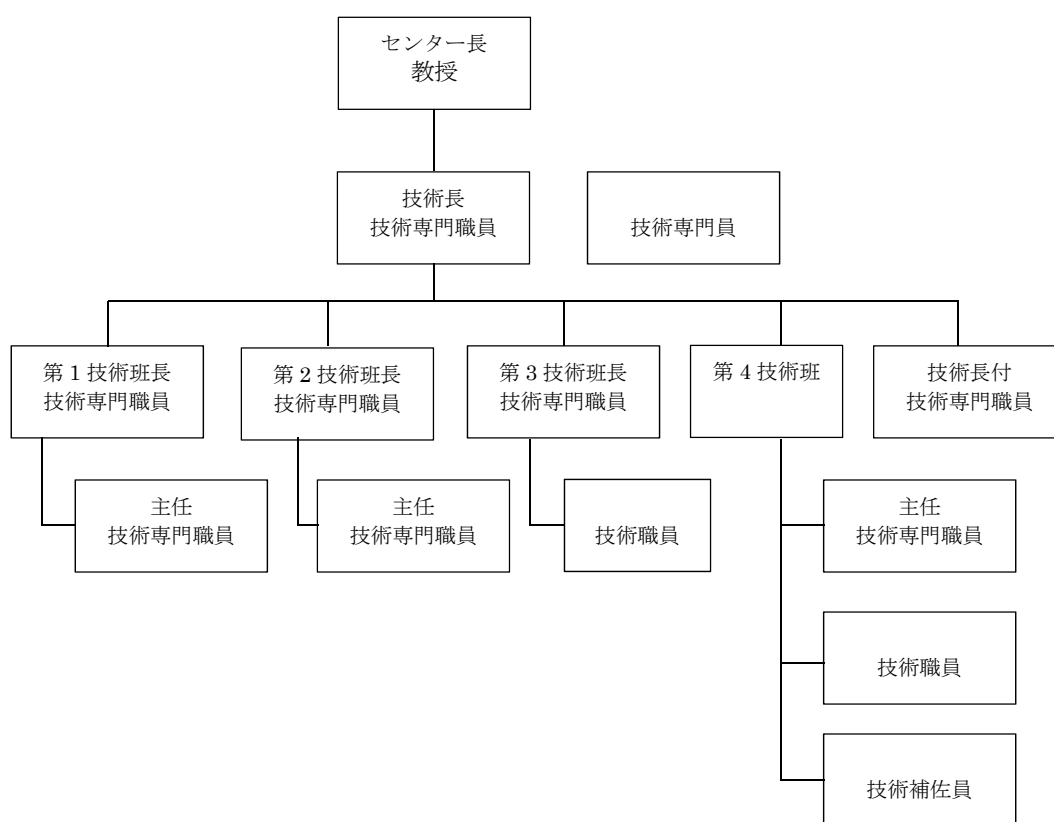 センター長
教授
技術長
技術専門職員
技術専門員
第1技術班長
技術専門職員
第2技術班長
技術専門職員
第3技術班長
技術専門職員
第4技術班
技術長付
技術専門職員
主任
技術専門職員
主任
技術専門職員
技術職員
主任
技術専門職員
技術職員
技術補佐員